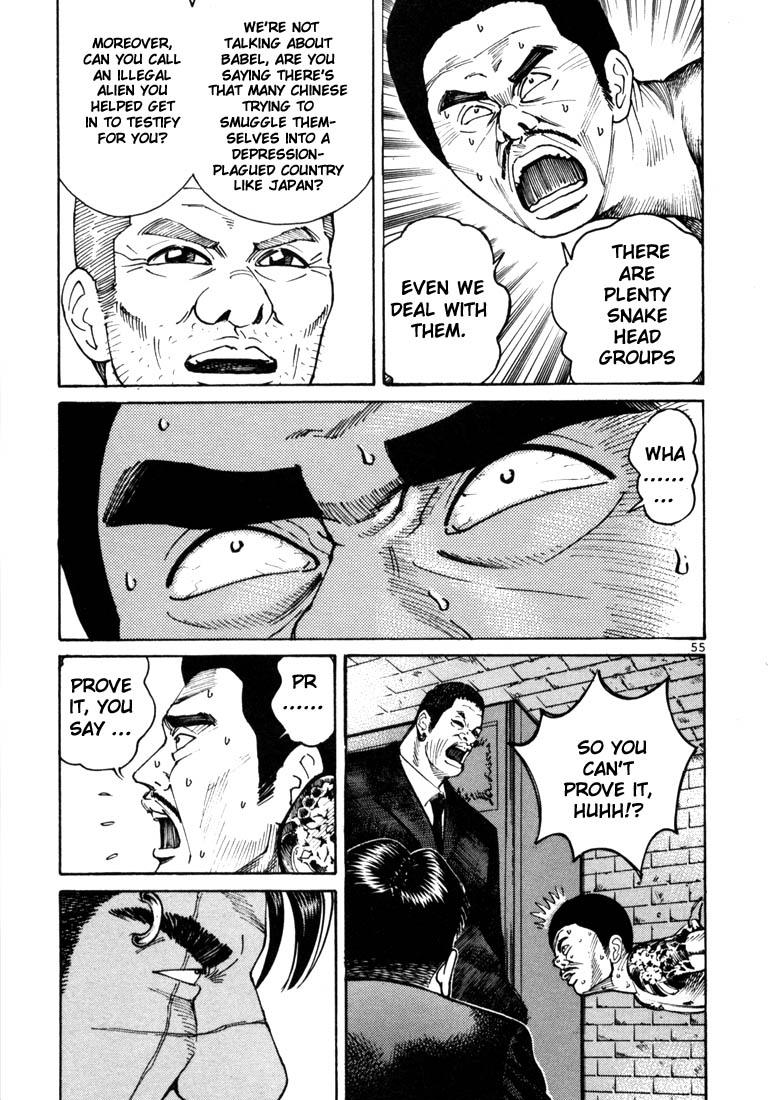 THERE
ARE
PLENTY
SNAKE
HEAD
GROUPS
EVEN WE
DEAL WITH
THEM.
WE'RE NOT
TALKING ABOUT
BABEL, ARE YOU
SAYING THERE'S
THAT MANY CHINESE
TRYING TO
SMUGGLE THEM-
SELVES INTO A
DEPRESSION-
PLAGUED COUNTRY
LIKE JAPAN?
MOREOVER,
CAN YOU CALL
AN ILLEGAL
ALIEN YOU
HELPED GET
IN TO TESTIFY
FOR YOU?
WHA
......
...
55
SO YOU
CAN'T
PROVE IT,
HUHH!?
PR
......
PROVE
IT, YOU
SAY ...